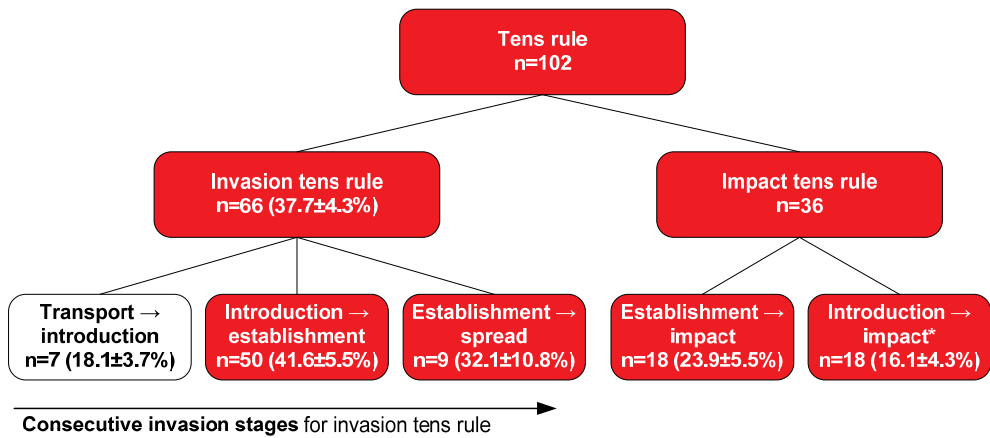 Tens rule
n=102
Invasion tens rule
n=66 (37.7±4.3%)
Impact tens rule
n=36
Transport →
introduction
n=7 (18.1±3.7%)
Introduction →
establishment
n=50 (41.6±5.5%)
Establishment →
spread
n=9 (32.1±10.8%)
Establishment →
impact
n=18 (23.9±5.5%)
Introduction →
impact*
n=18 (16.1±4.3%)
Consecutive invasion stages for invasion tens rule